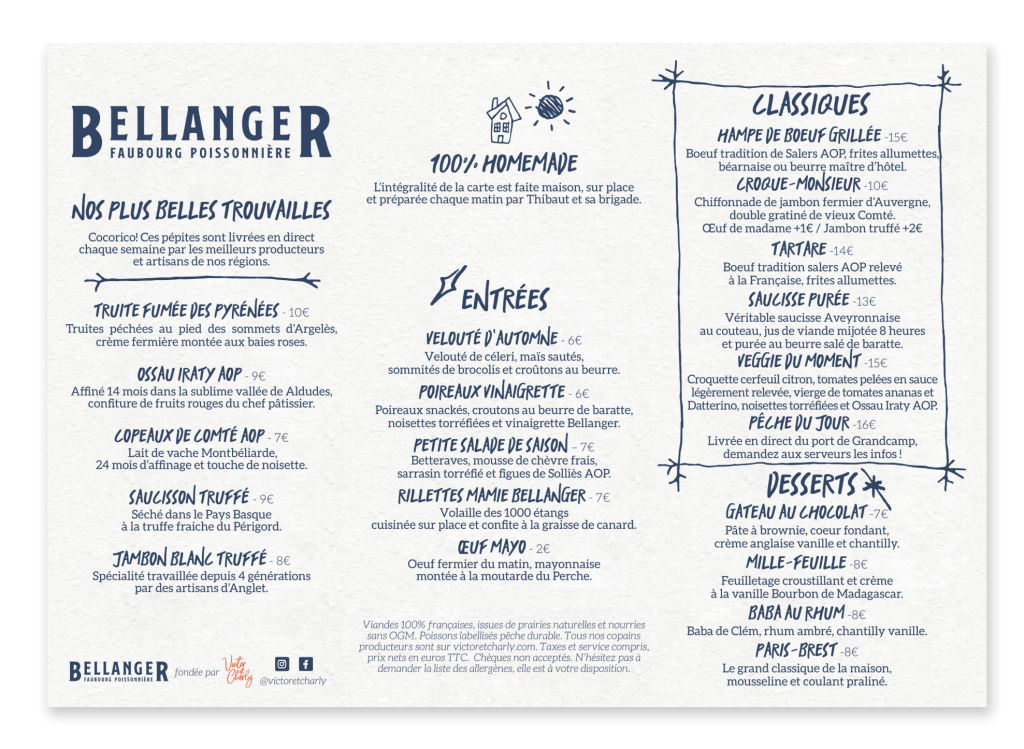 BELLANGER
FAUBOURG POISSONNIÈRE
NOS PLUS BELLES TROUVAILLES
Cocorico! Ces pépites sont livrées en direct
chaque semaine par les meilleurs producteurs
et artisans de nos régions.
TRUITE FUMÉE DES PYRÉNÉES - 10€
Truites péchées au pied des sommets d'Argelès,
crème fermière montée aux baies roses.
OSSAU IRATY AOP - 9€
Affiné 14 mois dans la sublime vallée de Aldudes,
confiture de fruits rouges du chef pâtissier.
COPEAUX DE COMTÉ AOP - 7€
Lait de vache Montbéliarde,
24 mois d'affinage et touche de noisette.
SAUCISSON TRUFFÉ - 9€
Séché dans le Pays Basque
à la truffe fraiche du Périgord.
JAMBON BLANC TRUFFÉ - 8€
Spécialité travaillée depuis 4 générations
par des artisans d'Anglet.
BELLANGER
FAUBOURG POISSONNIÈRE
fondée par
Victor et Charly
@victoretcharly
100% HOMEMADE
L'intégralité de la carte est faite maison, sur place
et préparée chaque matin par Thibaut et sa brigade.
ENTRÉES
VELOUTÉ D'AUTOMNE - 6€
Velouté de céleri, maïs sautés,
sommités de brocolis et croûtons au beurre.
POIREAUX VINAIGRETTE - 6€
Poireaux snackés, croutons au beurre de baratte,
noisettes torréfiées et vinaigrette Bellanger.
PETITE SALADE DE SAISON - 7€
Betteraves, mousse de chèvre frais,
sarrasin torréfié et figues de Solliès AOP.
RILLETTES MAMIE BELLANGER - 7€
Volaille des 1000 étangs
cuisinée sur place et confite à la graisse de canard.
ŒUF MAYO - 2€
Oeuf fermier du matin, mayonnaise
montée à la moutarde du Perche.
Viandes 100% françaises, issues de prairies naturelles et nourries
sans OGM. Poissons labellisés pêche durable. Tous nos copains
producteurs sont sur victoretcharly.com. Taxes et service compris,
prix nets en euros TTC. Chèques non acceptés. N'hésitez pas à
demander la liste des allergènes, elle est à votre disposition.
CLASSIQUES
HAMPE DE BOEUF GRILLÉE -15€
Boeuf tradition de Salers AOP, frites allumettes,
béarnaise ou beurre maître d'hôtel.
CROQUE-MONSIEUR -10€
Chiffonnade de jambon fermier d'Auvergne,
double gratiné de vieux Comté.
Œuf de madame +1€ / Jambon truffé +2€
TARTARE -14€
Boeuf tradition salers AOP relevé
à la Française, frites allumettes.
SAUCISSE PURÉE -13€
Véritable saucisse Aveyronnaise
au couteau, jus de viande mijotée 8 heures
et purée au beurre salé de baratte.
VEGGIE DU MOMENT -15€
Croquette cerfeuil citron, tomates pelées en sauce
légèrement relevée, vierge de tomates ananas et
Datterino, noisettes torréfiées et Ossau Iraty AOP.
PÊCHE DU JOUR -16€
Livrée en direct du port de Grandcamp,
demandez aux serveurs les infos !
DESSERTS
GATEAU AU CHOCOLAT -7€
Pâte à brownie, coeur fondant,
crème anglaise vanille et chantilly.
MILLE-FEUILLE -8€
Feuilletage croustillant et crème
à la vanille Bourbon de Madagascar.
BABA AU RHUM -8€
Baba de Clém, rhum ambré, chantilly vanille.
PARIS-BREST -8€
Le grand classique de la maison,
mousseline et coulant praliné.